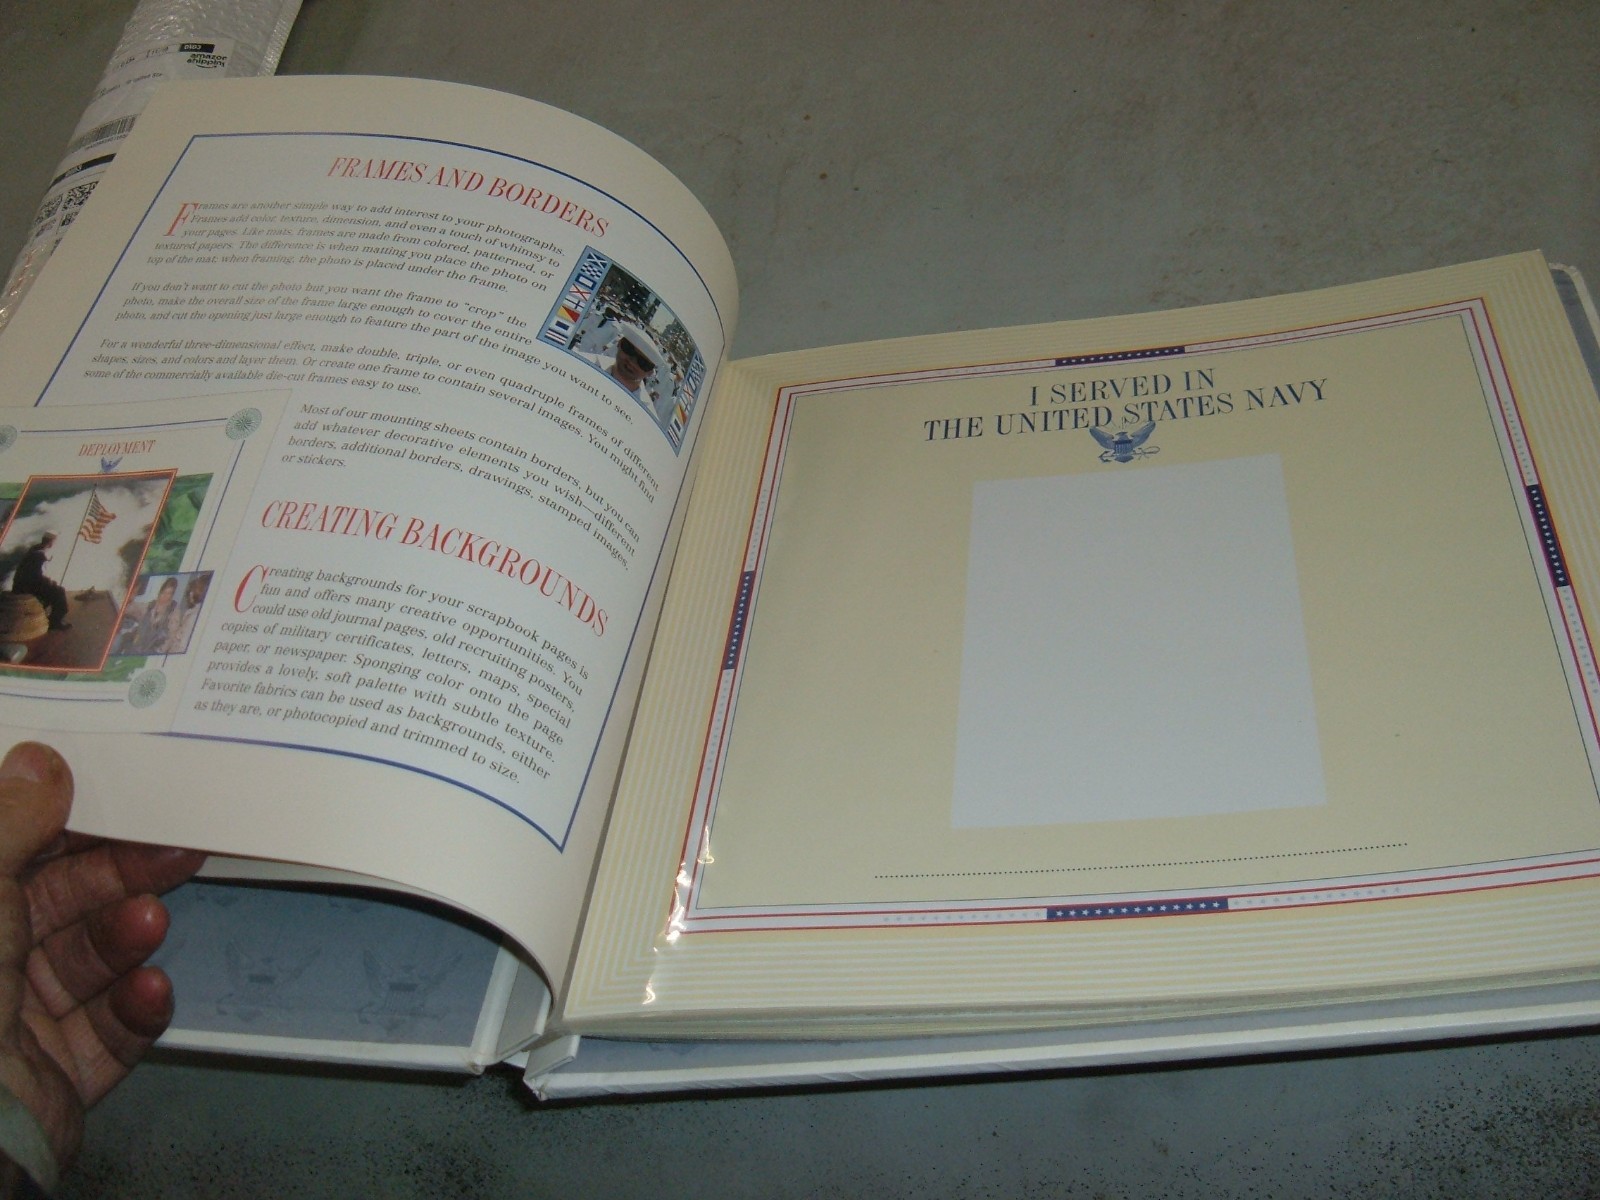 DID3
amazon
shipping
FRAMES AND BORDERS
Frames are another simple way to add interest to your photographs.
Frames add color, texture, dimension, and even a touch of whimsy to
your pages. Like mats, frames are made from colored, patterned, or
textured papers. The difference is when matting you place the photo on
top of the mat; when framing, the photo is placed under the frame.
If you don't want to cut the photo but you want the frame to "crop" the
photo, make the overall size of the frame large enough to cover the entire
photo, and cut the opening just large enough to feature the part of the image you want to see.
For a wonderful three-dimensional effect, make double, triple, or even quadruple frames of different
shapes, sizes, and colors and layer them. Or create one frame to contain several images. You might find
some of the commercially available die-cut frames easy to use.
Most of our mounting sheets contain borders, but you can
add whatever decorative elements you wish—different
borders, additional borders, drawings, stamped images,
or stickers.
DEPLOYMENT
CREATING BACKGROUNDS
Creating backgrounds for your scrapbook pages is
fun and offers many creative opportunities. You
could use old journal pages, old recruiting posters,
copies of military certificates, letters, maps, special
paper, or newspaper. Sponging color onto the page
provides a lovely, soft palette with subtle texture.
Favorite fabrics can be used as backgrounds, either
as they are, or photocopied and trimmed to size.
I SERVED IN
THE UNITED STATES NAVY